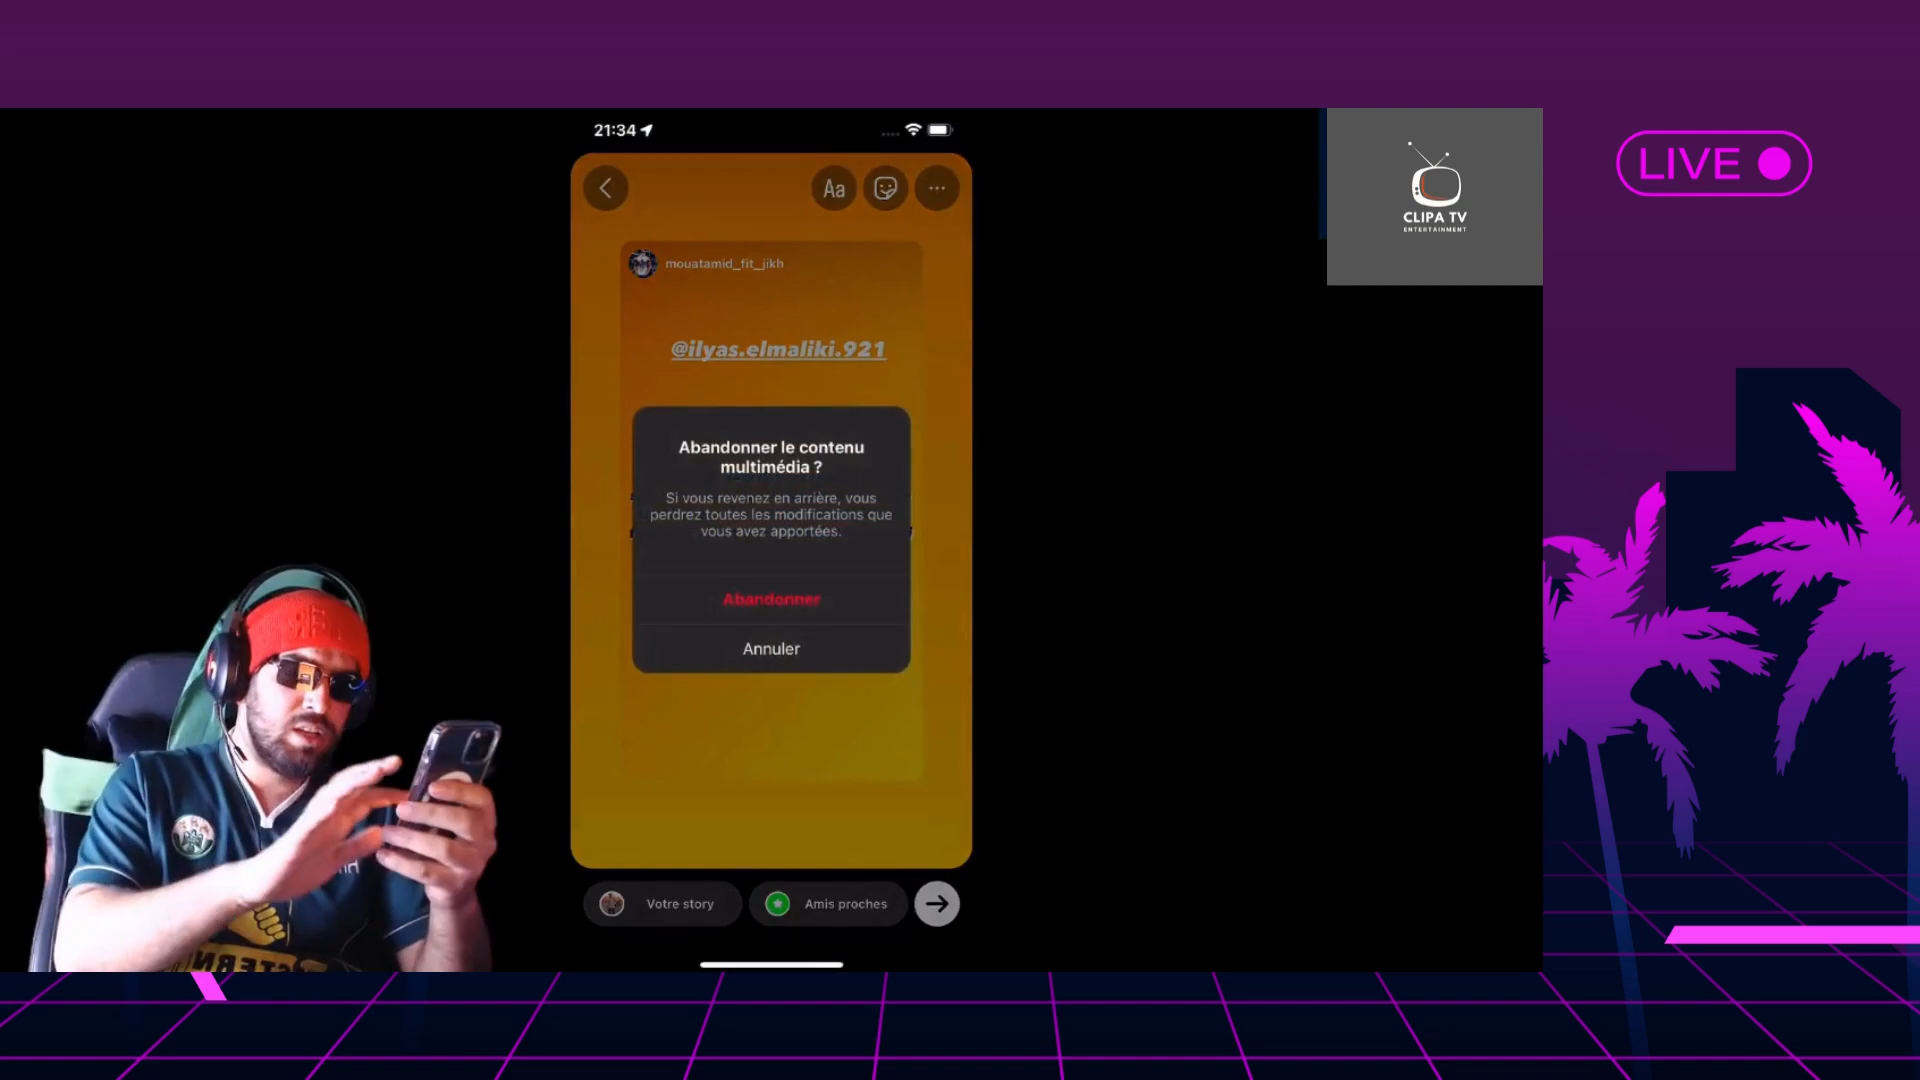 21:34
Aa
mouatamid_fit_jikh
@ilyas.elmaliki.921
Abandonner le contenu
multimédia ?
Si vous revenez en arrière, vous
perdrez toutes les modifications que
vous avez apportées.
Abandonner
Annuler
Votre story
Amis proches
CLIPA TV
ENTERTAINMENT
LIVE